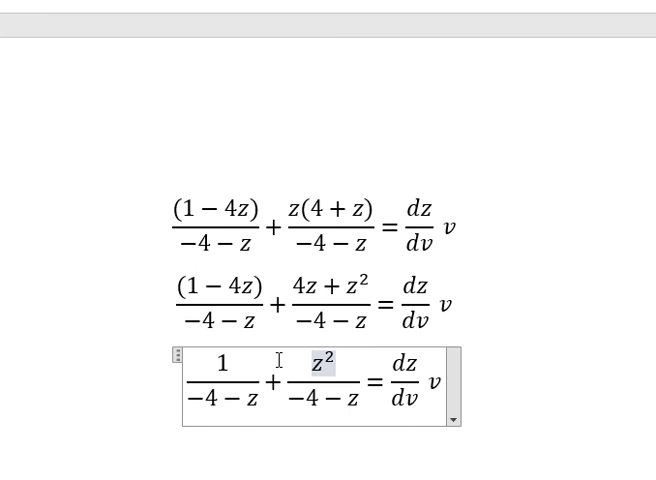 (1 − 4z)/(−4 − z) + z(4 + z)/(−4 − z) = dz/dv v
(1 − 4z)/(−4 − z) + 4z + z²/(−4 − z) = dz/dv v
1/(−4 − z) + z²/(−4 − z) = dz/dv v